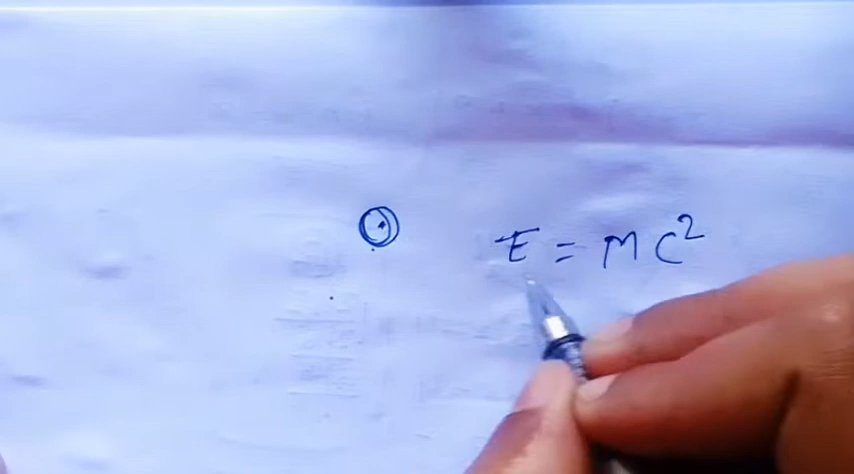 E = MC²